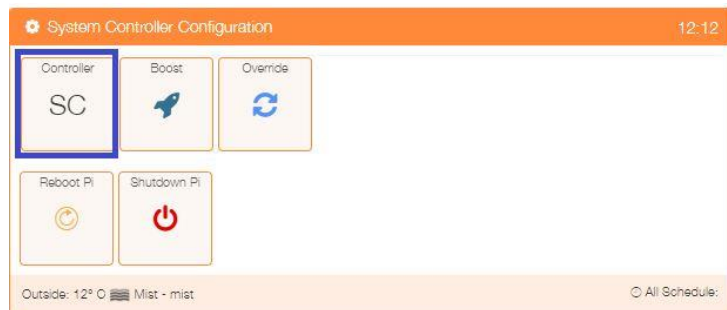 System Controller Configuration 12:12
Controller Boost Override
SC
Reboot Pi Shutdown Pi
Outside: 12° C Mist - mist All Schedule: